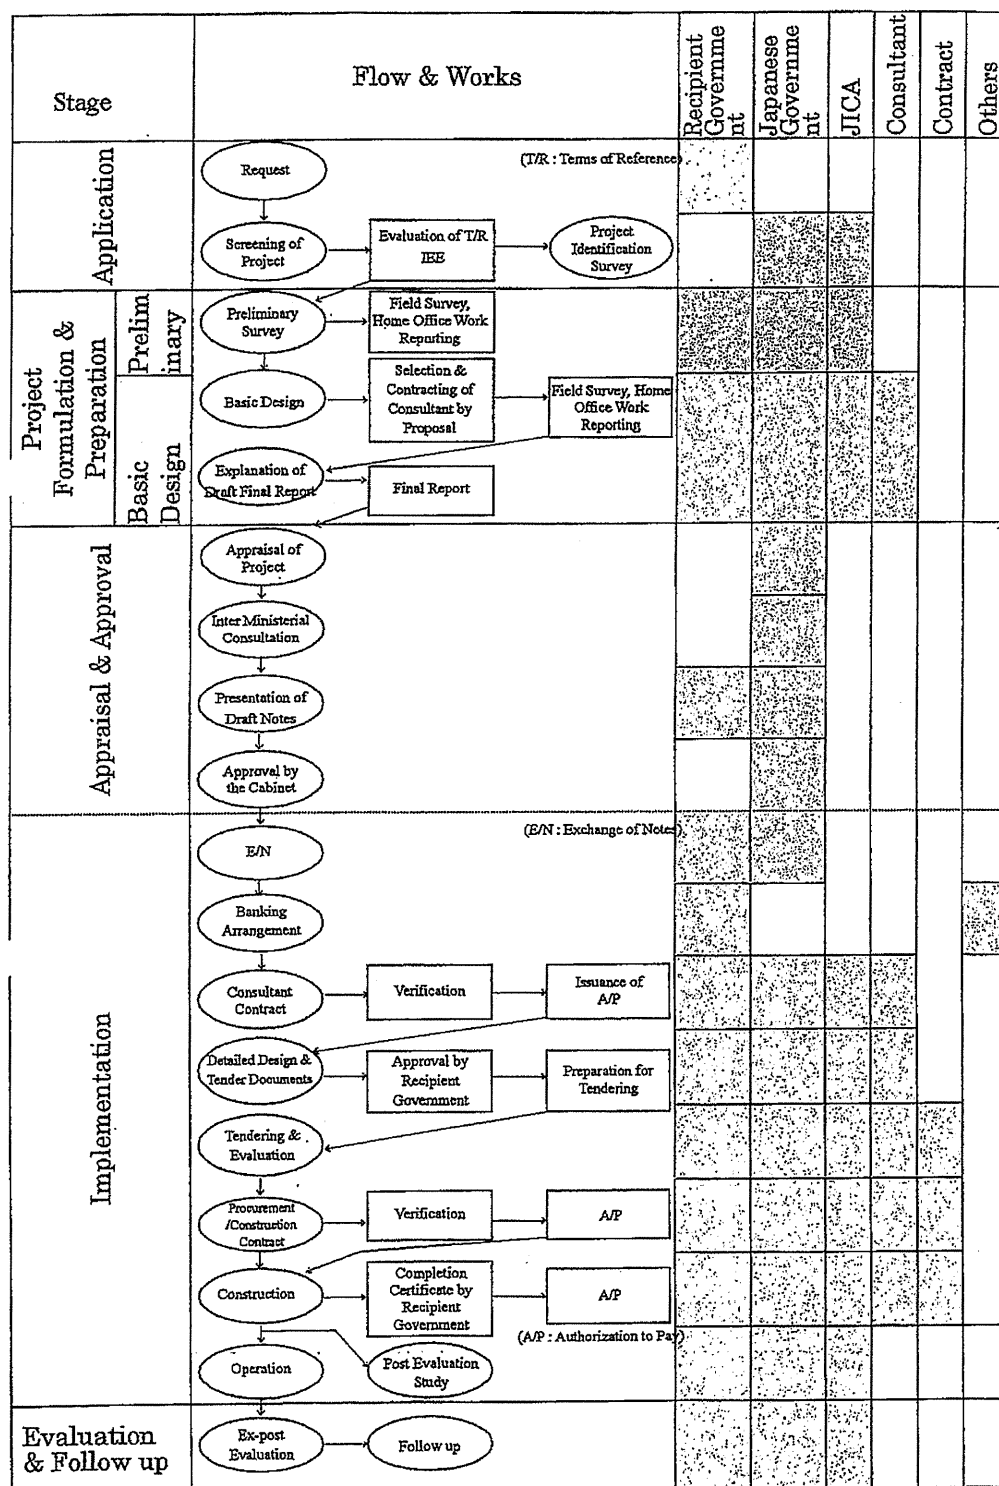 Stage
Flow & Works
Recipient
Governme
nt
Japanese
Governme
nt
JICA
Consultant
Contract
Others
Application
(T/R : Terms of Reference)
Request
Screening of
Project
Evaluation of T/R
IEE
Project
Identification
Survey
Project
Formulation &
Preparation
Prelim
inary
Preliminary
Survey
Field Survey,
Home Office Work
Reporting
Basic
Design
Basic Design
Selection &
Contracting of
Consultant by
Proposal
Field Survey, Home
Office Work
Reporting
Explanation of
Draft Final Report
Final Report
Appraisal & Approval
Appraisal of
Project
Inter Ministerial
Consultation
Presentation of
Draft Notes
Approval by
the Cabinet
Implementation
(E/N : Exchange of Notes)
E/N
Banking
Arrangement
Consultant
Contract
Verification
Issuance of
A/P
Detailed Design &
Tender Documents
Approval by
Recipient
Government
Preparation for
Tendering
Tendering &
Evaluation
Procurement
/Construction
Contract
Verification
A/P
Construction
Completion
Certificate by
Recipient
Government
A/P
(A/P : Authorization to Pay)
Operation
Post Evaluation
Study
Evaluation
& Follow up
Ex-post
Evaluation
Follow up